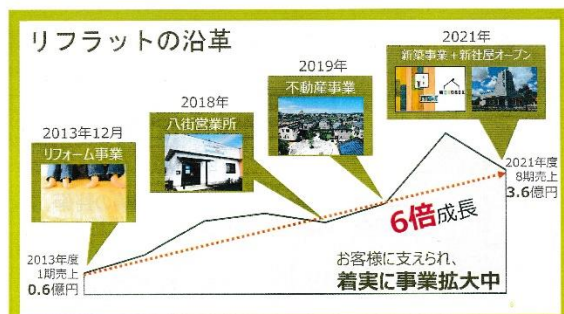 リフラットの沿革
2013年12月
リフォーム事業
2018年
八街営業所
2019年
不動産事業
2021年
新築事業+新社屋オープン
2013年度
1期売上
0.6億円
6倍成長
2021年度
8期売上
3.6億円
お客様に支えられ、
着実に事業拡大中